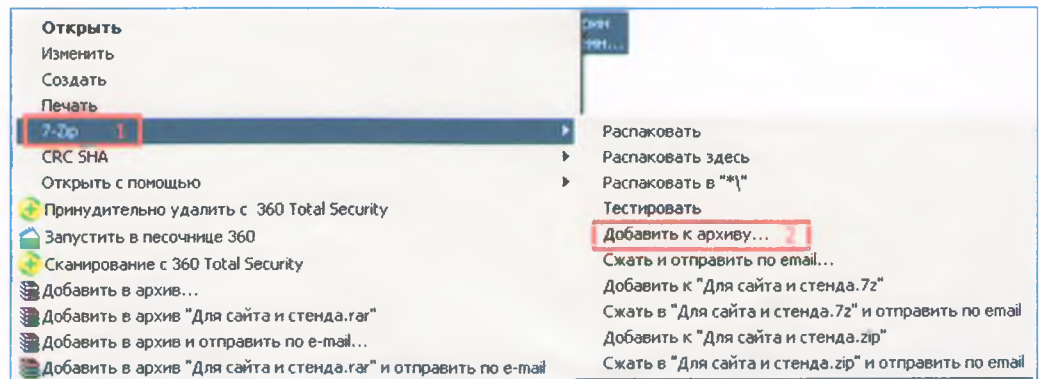 Открыть
Изменить
Создать
Печать
7-Zip 1
CRC SHA
Открыть с помощью
Принудительно удалить с 360 Total Security
Запустить в песочнице 360
Сканирование с 360 Total Security
Добавить в архив...
Добавить в архив "Для сайта и стенда.rar"
Добавить в архив и отправить по e-mail...
Добавить в архив "Для сайта и стенда.rar" и отправить по e-mail
Распаковать
Распаковать здесь
Распаковать в "*\"
Тестировать
Добавить к архиву... 2
Сжать и отправить по email...
Добавить к "Для сайта и стенда.7z"
Сжать в "Для сайта и стенда.7z" и отправить по email
Добавить к "Для сайта и стенда.zip"
Сжать в "Для сайта и стенда.zip" и отправить по email